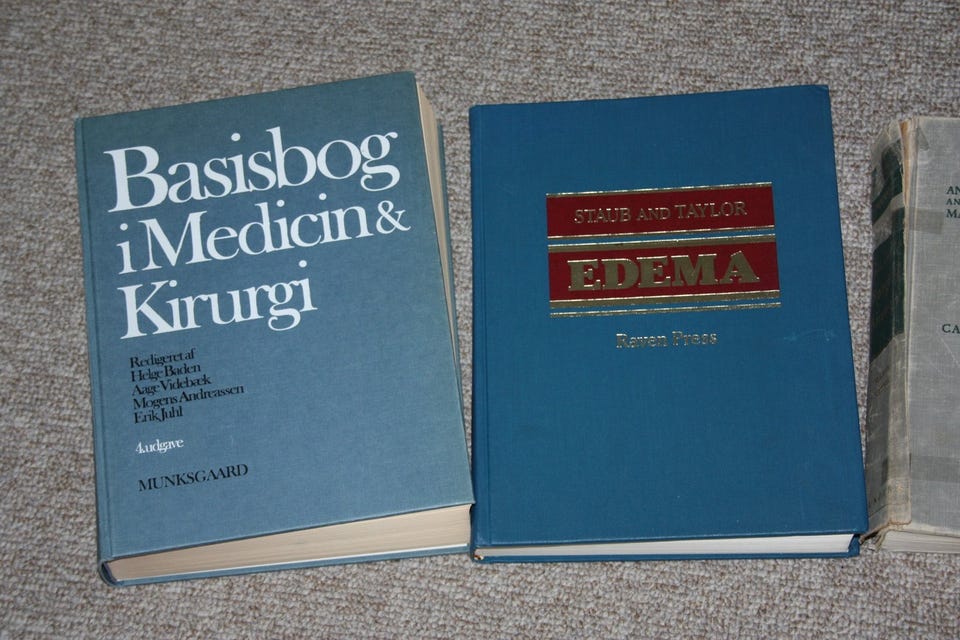 Basisbog
i Medicin &
Kirurgi
Redigeret af
Helge Baden
Aage Videbæk
Mogens Andreassen
Erik Juhl
4. udgave
MUNKSGAARD
STAUB AND TAYLOR
EDEMA
Raven Press